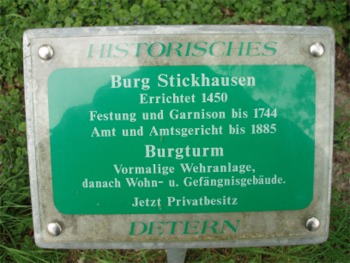 HISTORISCHES
Burg Stickhausen
Errichtet 1450
Festung und Garnison bis 1744
Amt und Amtsgericht bis 1885
Burgturm
Vormalige Wehranlage,
danach Wohn- u. Gefängnisgebäude.
Jetzt Privatbesitz
DETERN